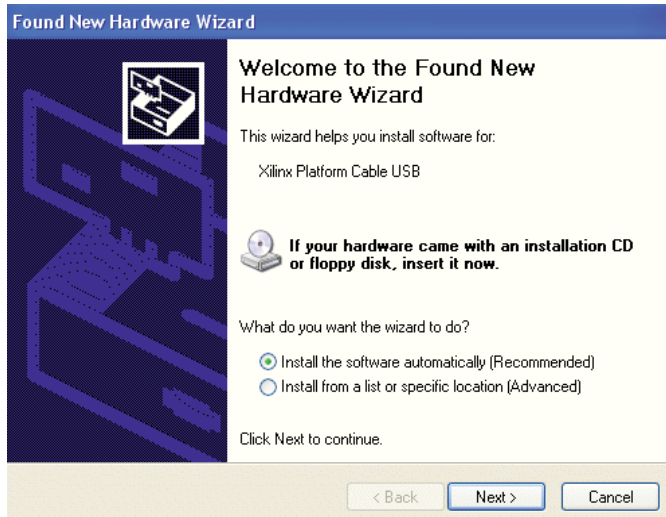 Found New Hardware Wizard
Welcome to the Found New
Hardware Wizard
This wizard helps you install software for:
Xilinx Platform Cable USB
If your hardware came with an installation CD
or floppy disk, insert it now.
What do you want the wizard to do?
Install the software automatically (Recommended)
Install from a list or specific location (Advanced)
Click Next to continue.
< Back
Next >
Cancel